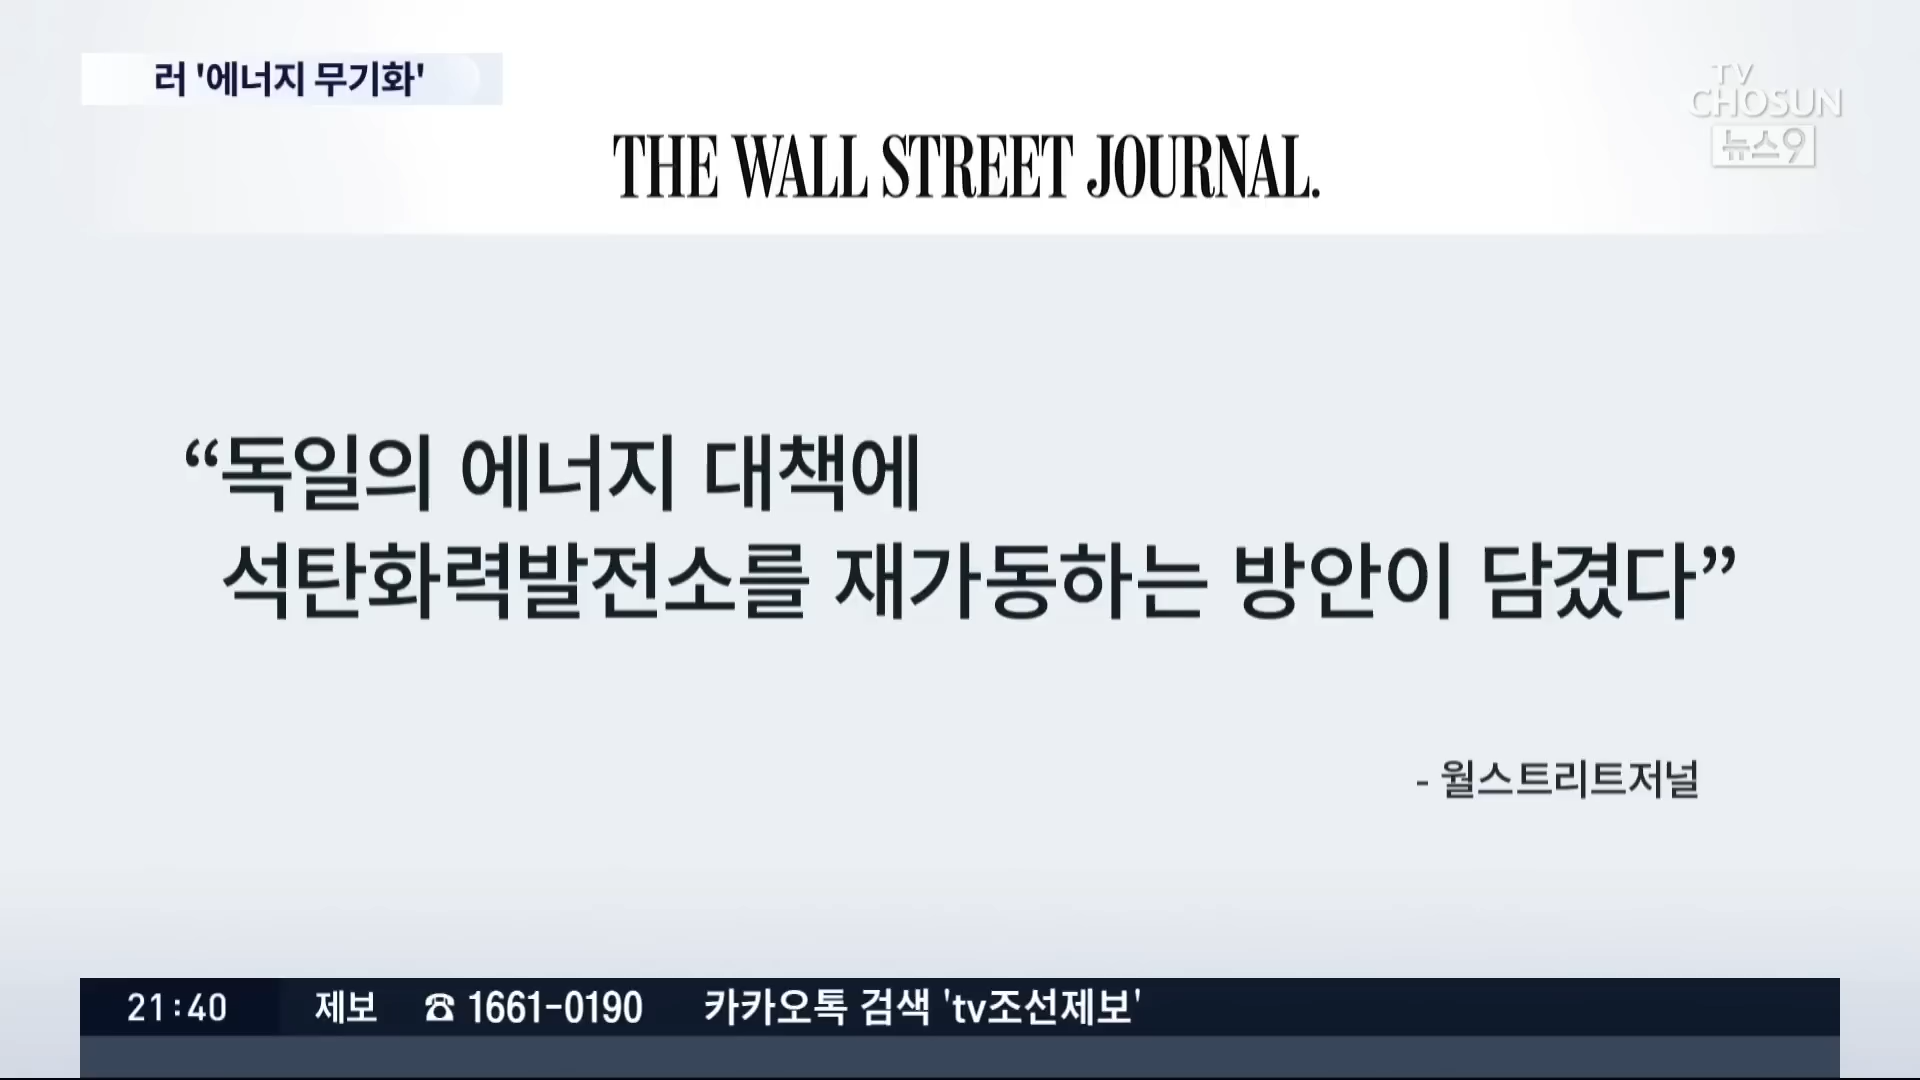 러 '에너지 무기화'
TV
CHOSUN
뉴스9
THE WALL STREET JOURNAL.
“독일의 에너지 대책에
석탄화력발전소를 재가동하는 방안이 담겼다”
- 월스트리트저널
21:40 제보 ☎ 1661-0190 카카오톡 검색 'tv조선제보'